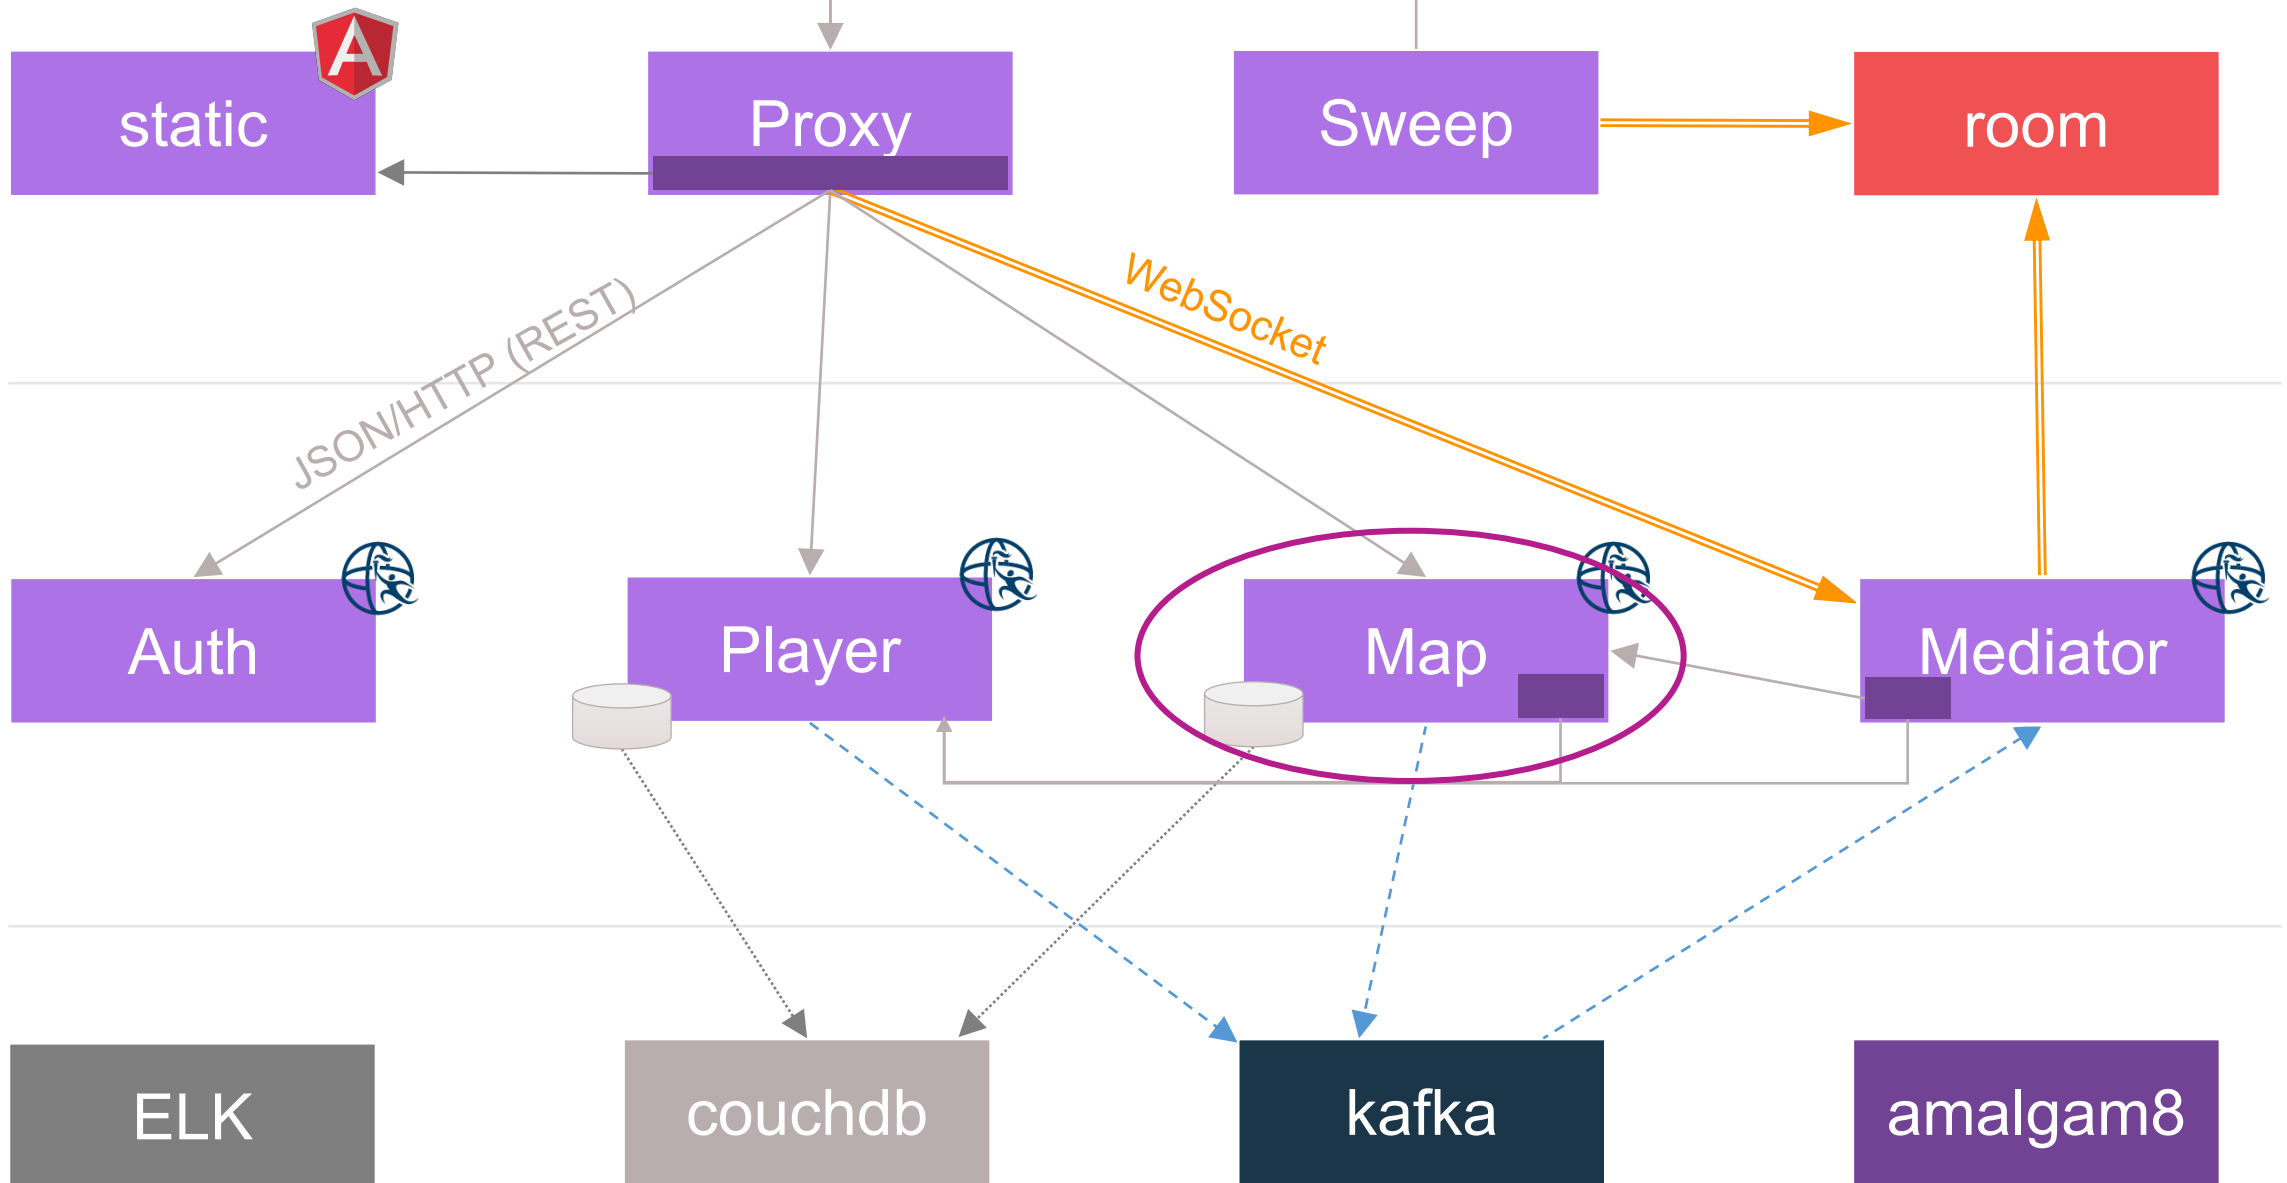 static
Proxy
Sweep
room
WebSocket
JSON/HTTP (REST)
Auth
Player
Map
Mediator
ELK
couchdb
kafka
amalgam8